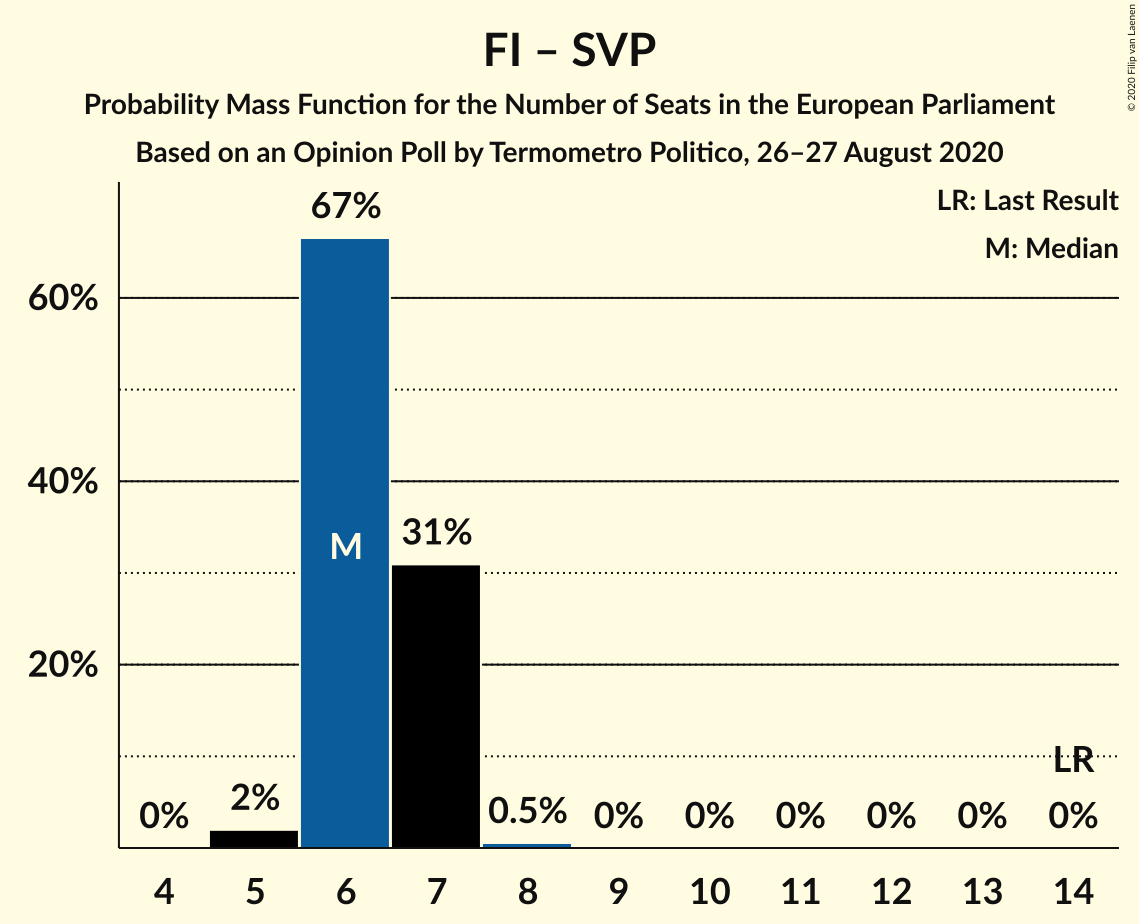 © 2020 Filip van Laenen
FI – SVP
Probability Mass Function for the Number of Seats in the European Parliament
Based on an Opinion Poll by Termometro Politico, 26–27 August 2020
LR: Last Result
M: Median
60%
40%
20%
0%
2%
67%
M
31%
0.5%
0%
0%
0%
0%
0%
LR
0%
4 5 6 7 8 9 10 11 12 13 14